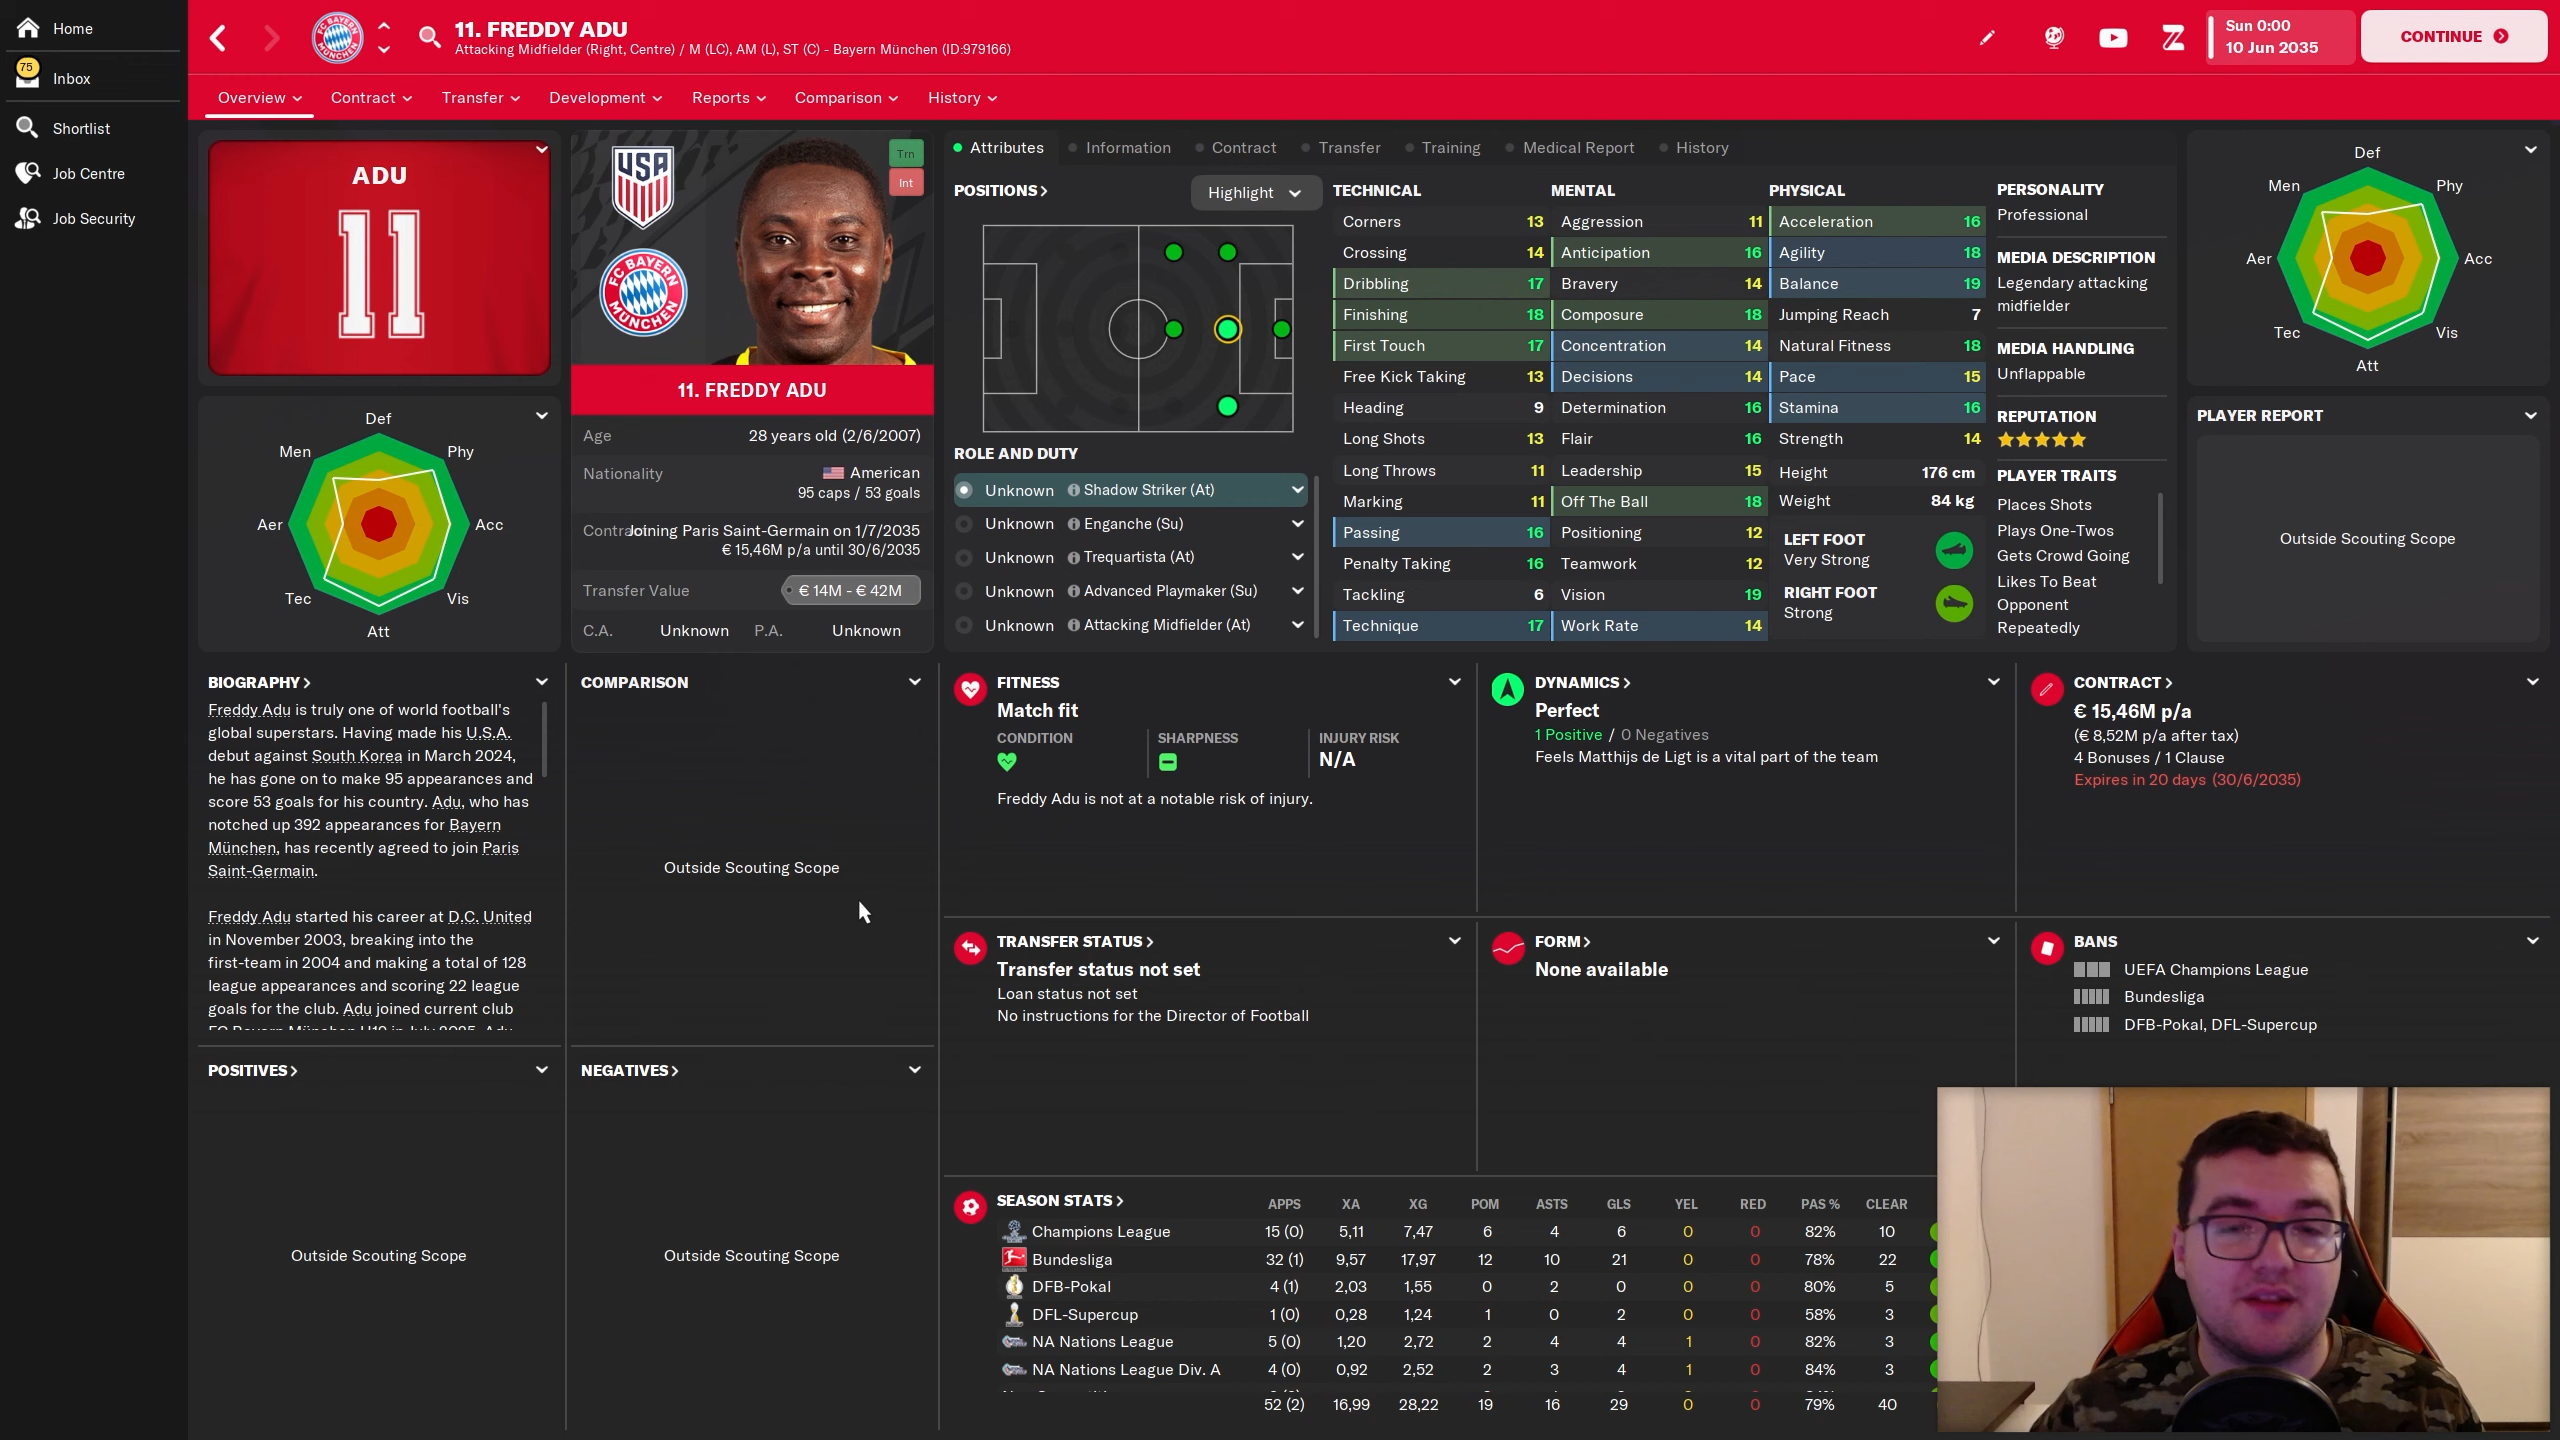 Home
75
Inbox
Shortlist
Job Centre
Job Security
11. FREDDY ADU
Attacking Midfielder (Right, Centre) / M (LC), AM (L), ST (C) - Bayern München (ID:979166)
Sun 0:00
10 Jun 2035
CONTINUE
Overview
Contract
Transfer
Development
Reports
Comparison
History
ADU
11
Def
Men
Phy
Aer
Acc
Tec
Vis
Att
USA
FC BAYERN
MÜNCHEN
Trn
Int
11. FREDDY ADU
Age
28 years old (2/6/2007)
Nationality
American
95 caps / 53 goals
Joining Paris Saint-Germain on 1/7/2035
€ 15,46M p/a until 30/6/2035
Transfer Value
€ 14M - € 42M
C.A. Unknown P.A. Unknown
Attributes
Information
Contract
Transfer
Training
Medical Report
History
POSITIONS
Highlight
ROLE AND DUTY
Unknown Shadow Striker (At)
Unknown Enganche (Su)
Unknown Trequartista (At)
Unknown Advanced Playmaker (Su)
Unknown Attacking Midfielder (At)
TECHNICAL
Corners 13
Crossing 14
Dribbling 17
Finishing 18
First Touch 17
Free Kick Taking 13
Heading 9
Long Shots 13
Long Throws 11
Marking 11
Passing 16
Penalty Taking 16
Tackling 6
Technique 17
MENTAL
Aggression 11
Anticipation 16
Bravery 14
Composure 18
Concentration 14
Decisions 14
Determination 16
Flair 16
Leadership 15
Off The Ball 18
Positioning 12
Teamwork 12
Vision 19
Work Rate 14
PHYSICAL
Acceleration 16
Agility 18
Balance 19
Jumping Reach 7
Natural Fitness 18
Pace 15
Stamina 16
Strength 14
Height 176 cm
Weight 84 kg
LEFT FOOT
Very Strong
RIGHT FOOT
Strong
PERSONALITY
Professional
MEDIA DESCRIPTION
Legendary attacking
midfielder
MEDIA HANDLING
Unflappable
REPUTATION
PLAYER TRAITS
Places Shots
Plays One-Twos
Gets Crowd Going
Likes To Beat
Opponent
Repeatedly
Def
Men
Phy
Aer
Acc
Tec
Vis
Att
PLAYER REPORT
Outside Scouting Scope
BIOGRAPHY
Freddy Adu is truly one of world football's
global superstars. Having made his U.S.A.
debut against South Korea in March 2024,
he has gone on to make 95 appearances and
score 53 goals for his country. Adu, who has
notched up 392 appearances for Bayern
München, has recently agreed to join Paris
Saint-Germain.
Freddy Adu started his career at D.C. United
in November 2003, breaking into the
first-team in 2004 and making a total of 128
league appearances and scoring 22 league
goals for the club. Adu joined current club
FC Bayern München U19 in July 2025. Adu
COMPARISON
Outside Scouting Scope
POSITIVES
Outside Scouting Scope
NEGATIVES
Outside Scouting Scope
FITNESS
Match fit
CONDITION
SHARPNESS
INJURY RISK
N/A
Freddy Adu is not at a notable risk of injury.
DYNAMICS
Perfect
1 Positive / 0 Negatives
Feels Matthijs de Ligt is a vital part of the team
CONTRACT
€ 15,46M p/a
(€ 8,52M p/a after tax)
4 Bonuses / 1 Clause
Expires in 20 days (30/6/2035)
TRANSFER STATUS
Transfer status not set
Loan status not set
No instructions for the Director of Football
FORM
None available
BANS
UEFA Champions League
Bundesliga
DFB-Pokal, DFL-Supercup
SEASON STATS APPS XA XG POM ASTS GLS YEL RED PAS % CLEAR
Champions League 15 (0) 5,11 7,47 6 4 6 0 0 82% 10
Bundesliga 32 (1) 9,57 17,97 12 10 21 0 0 78% 22
DFB-Pokal 4 (1) 2,03 1,55 0 2 0 0 0 80% 5
DFL-Supercup 1 (0) 0,28 1,24 1 0 2 0 0 58% 3
NA Nations League 5 (0) 1,20 2,72 2 4 4 1 0 82% 3
NA Nations League Div. A 4 (0) 0,92 2,52 2 3 4 1 0 84% 3
52 (2) 16,99 28,22 19 16 29 0 0 79% 40